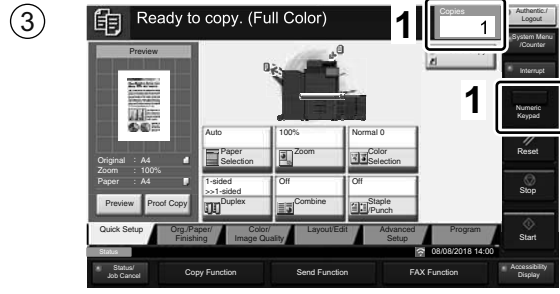 3
Ready to copy. (Full Color)
1
Copies
1
Authentic./
Logout
System Menu
/Counter
Interrupt
1
Numeric
Keypad
Reset
Stop
Start
Preview
Original : A4
Zoom : 100%
Paper : A4
Preview
Proof Copy
Auto
Paper
Selection
100%
Zoom
Normal 0
Color
Selection
1-sided
>>1-sided
Duplex
Off
Combine
Off
Staple
/Punch
Quick Setup
Org./Paper/
Finishing
Color/
Image Quality
Layout/Edit
Advanced
Setup
Program
Status
08/08/2018 14:00
Status/
Job Cancel
Copy Function
Send Function
FAX Function
Accessibility
Display